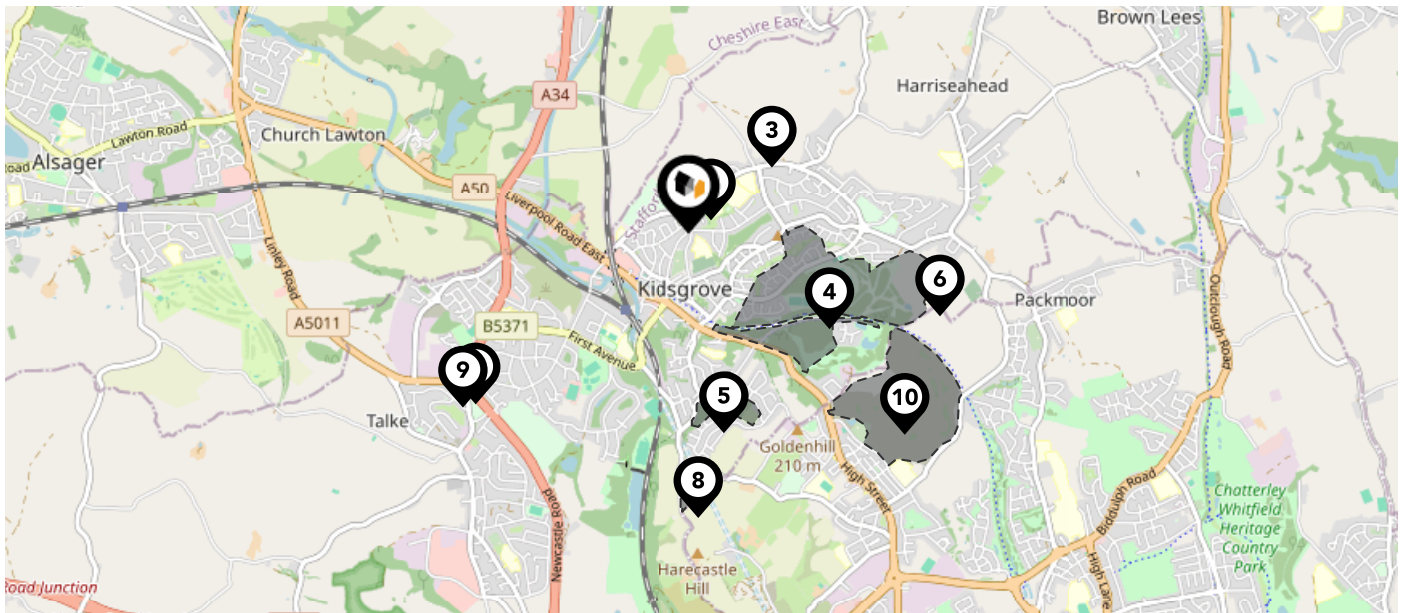 Brown Lees
Cheshire East
Harriseahead
A34
3
Lawton Road
Church Lawton
Alsager
oad
A50
Stafford
Liverpool Road East
Linley Road
6
Kidsgrove
4
Packmoor
Outclough Road
A5011
B5371
First Avenue
9
5
10
Talke
Goldenhill
210 m
8
High Street
Newcastle Road
Biddulph Road
Chatterley
Whitfield
Heritage
Country
Park
High Lane
Harecastle
Hill
oad Junction